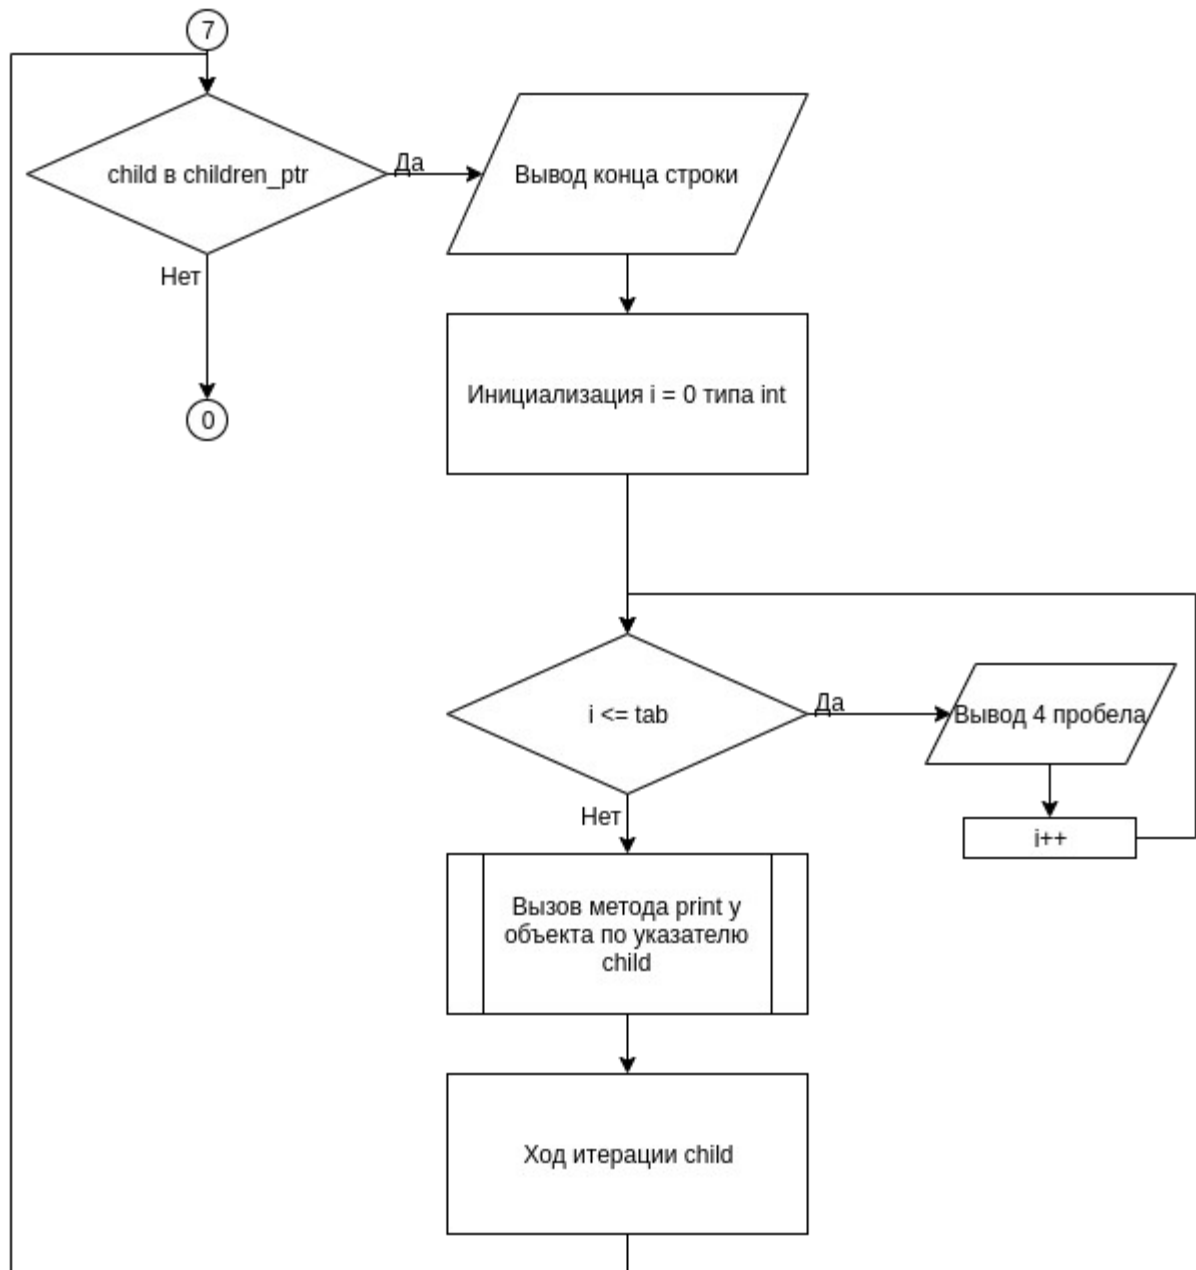 7
child в children_ptr
Да
Вывод конца строки
Нет
Инициализация i = 0 типа int
0
i <= tab
Да
Вывод 4 пробела
Нет
i++
Вызов метода print у
объекта по указателю
child
Ход итерации child